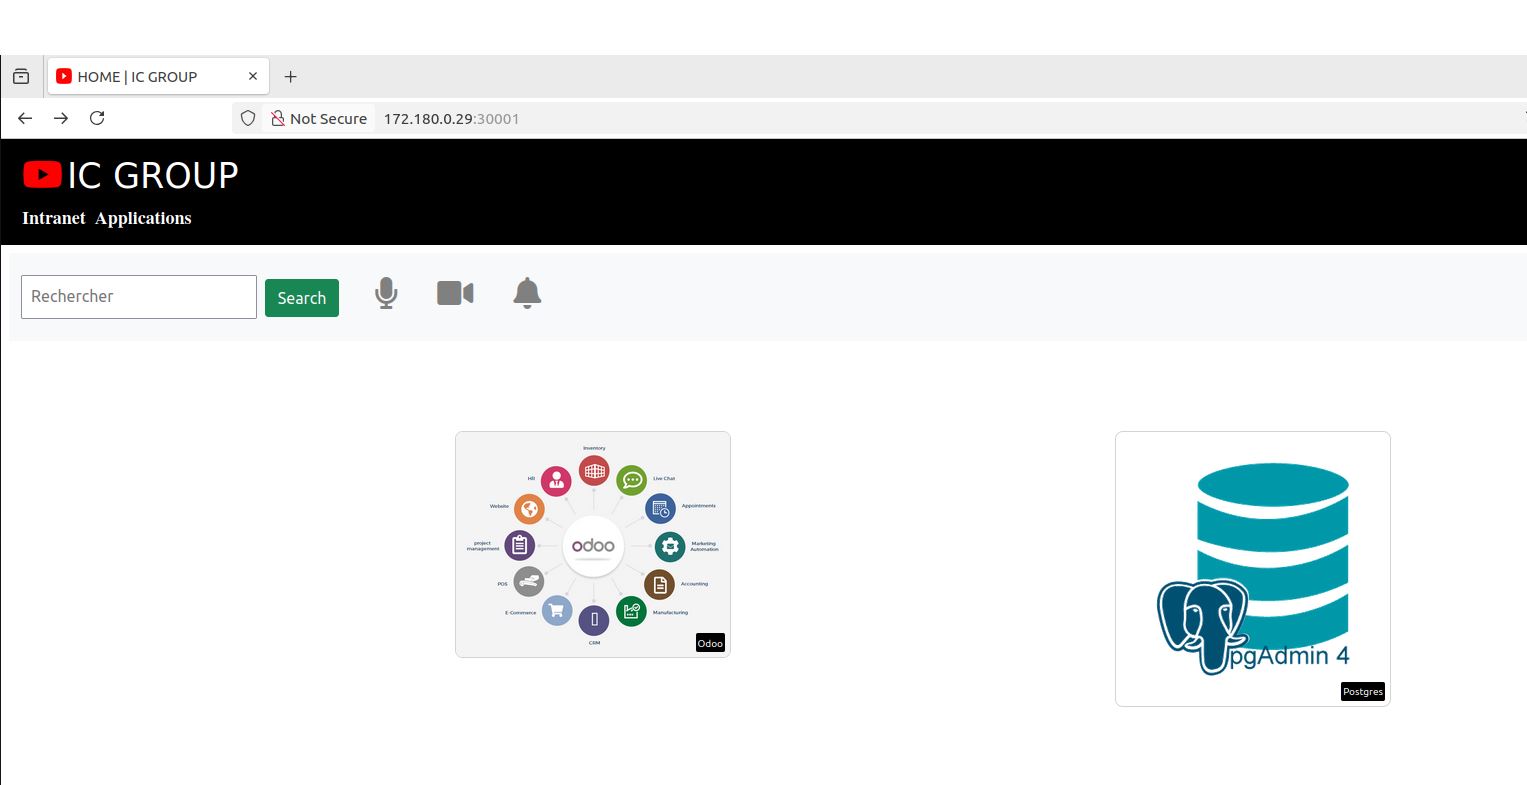 HOME | IC GROUP
Not Secure 172.180.0.29:30001
IC GROUP
Intranet Applications
Rechercher
Search
Inventory
HR
Live Chat
Website
Appointments
project
management
Marketing
Automation
POS
Accounting
E-Commerce
Manufacturing
CRM
odoo
Odoo
pgAdmin 4
Postgres